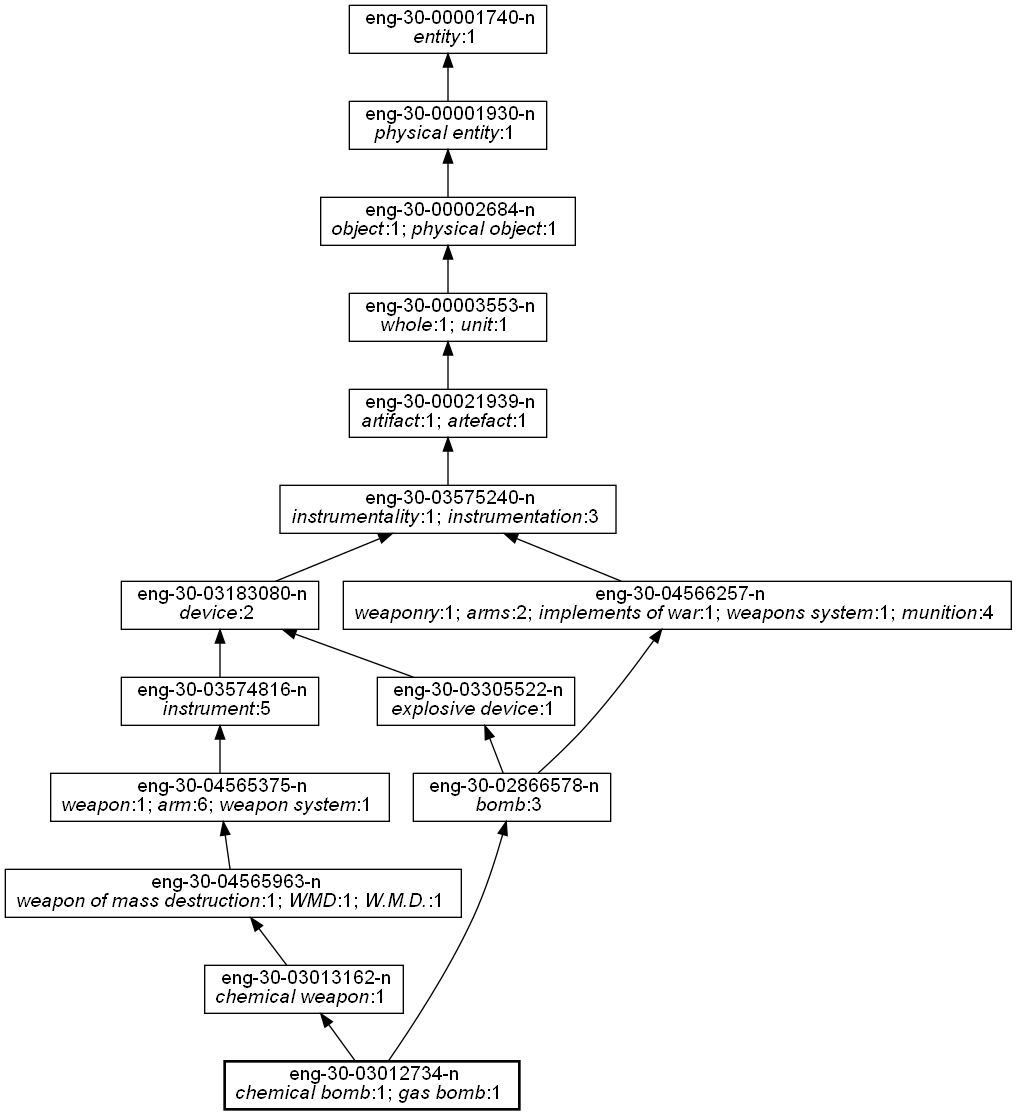 eng-30-00001740-n
entity:1
eng-30-00001930-n
physical entity:1
eng-30-00002684-n
object:1; physical object:1
eng-30-00003553-n
whole:1; unit:1
eng-30-00021939-n
artifact:1; artefact:1
eng-30-03575240-n
instrumentality:1; instrumentation:3
eng-30-03183080-n
device:2
eng-30-04566257-n
weaponry:1; arms:2; implements of war:1; weapons system:1; munition:4
eng-30-03574816-n
instrument:5
eng-30-03305522-n
explosive device:1
eng-30-04565375-n
weapon:1; arm:6; weapon system:1
eng-30-02866578-n
bomb:3
eng-30-04565963-n
weapon of mass destruction:1; WMD:1; W.M.D.:1
eng-30-03013162-n
chemical weapon:1
eng-30-03012734-n
chemical bomb:1; gas bomb:1